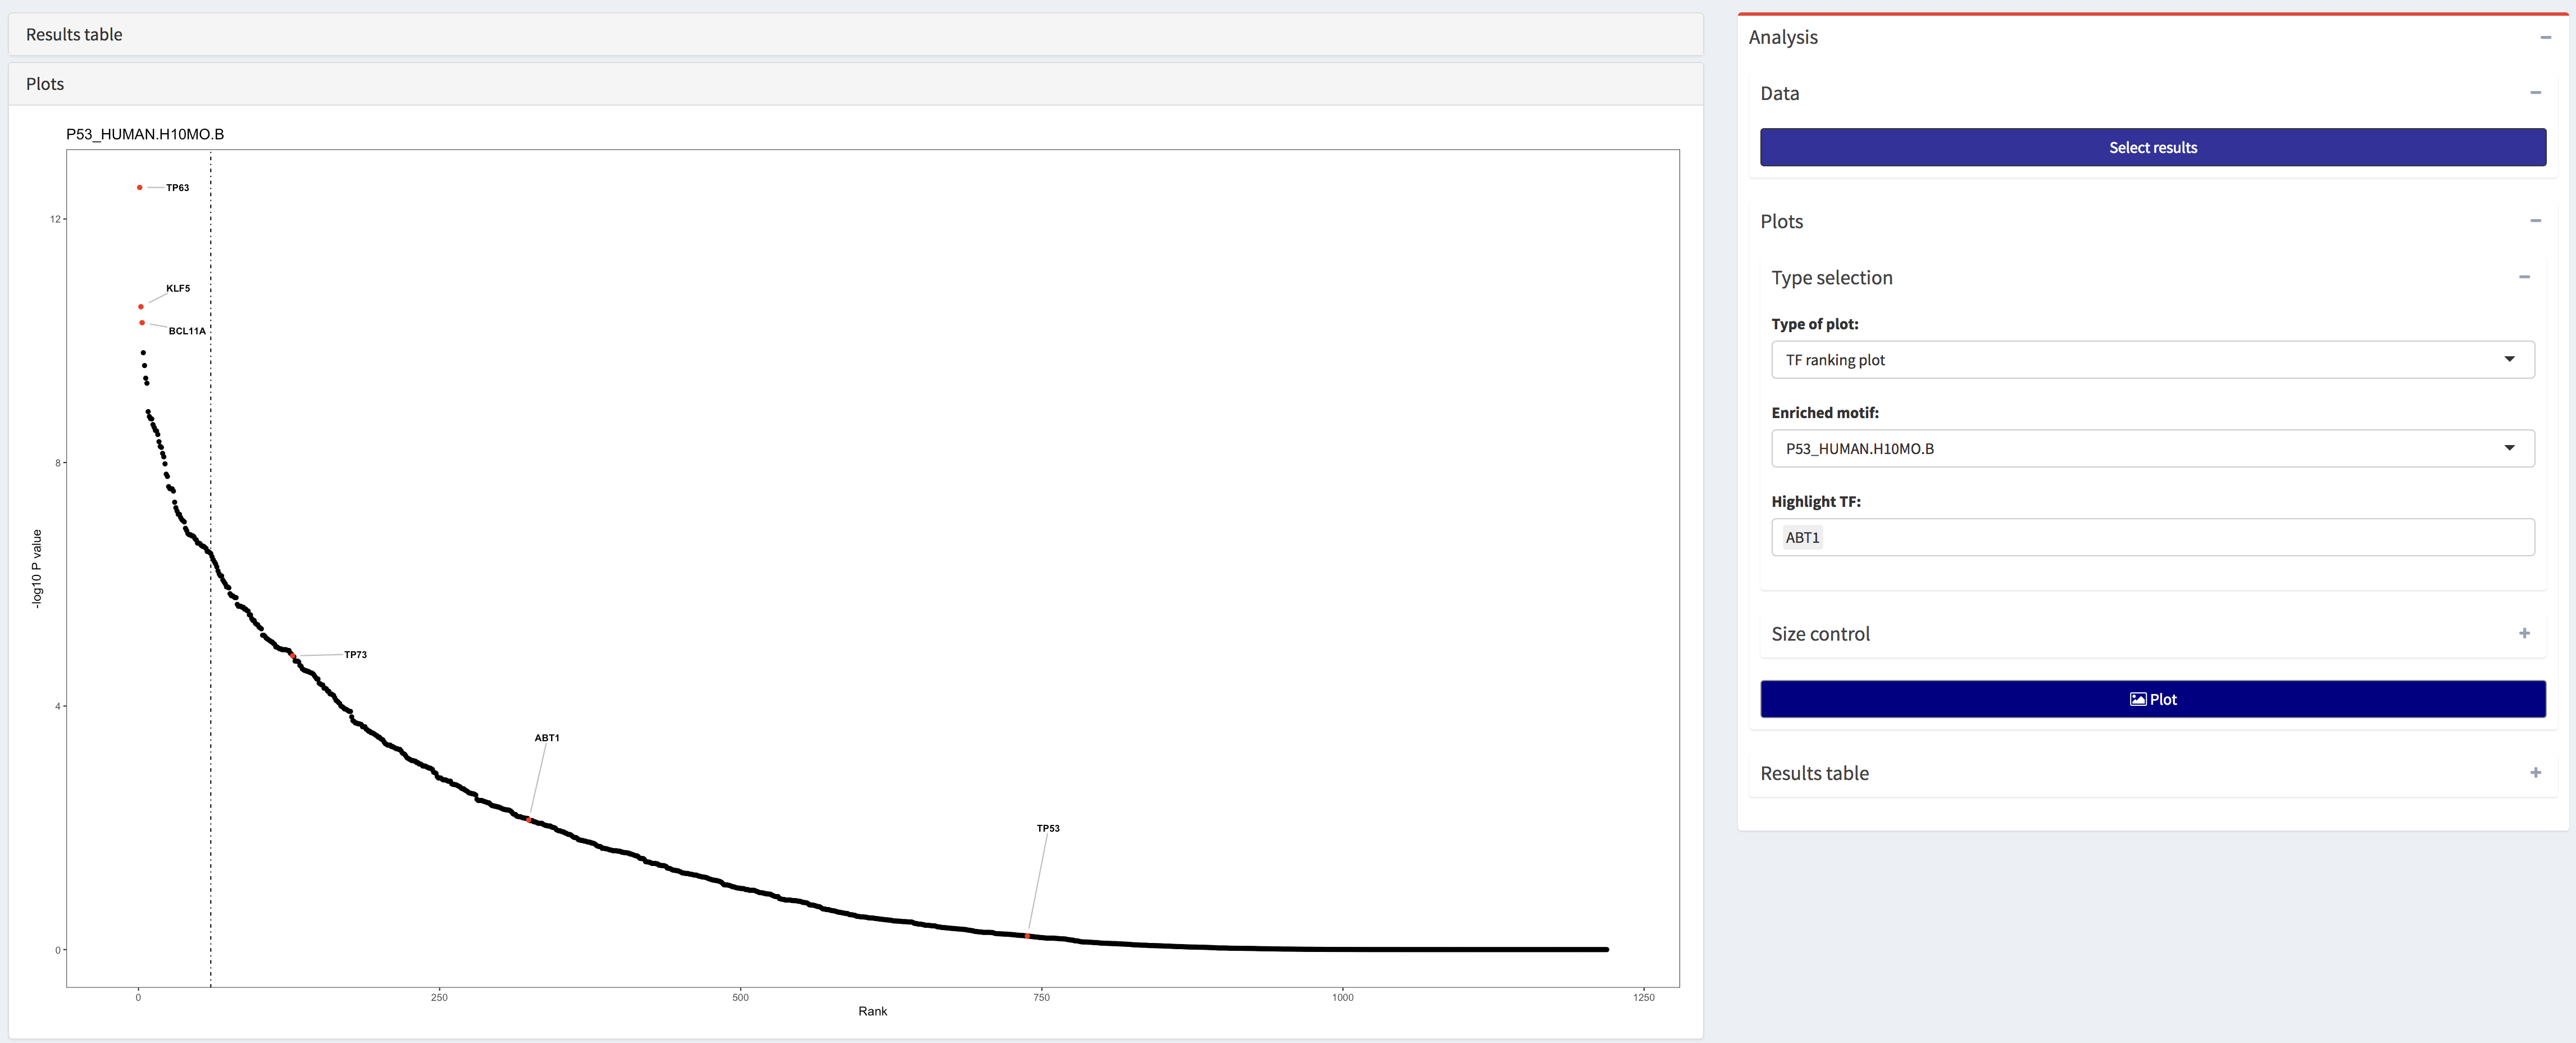 Results table
Plots
P53_HUMAN.H10MO.B
TP63
12
KLF5
BCL11A
8
-log10 P value
TP73
4
ABT1
TP53
0
0 250 500 750 1000 1250
Rank
Analysis
Data
Select results
Plots
Type selection
Type of plot:
TF ranking plot
Enriched motif:
P53_HUMAN.H10MO.B
Highlight TF:
ABT1
Size control
Plot
Results table